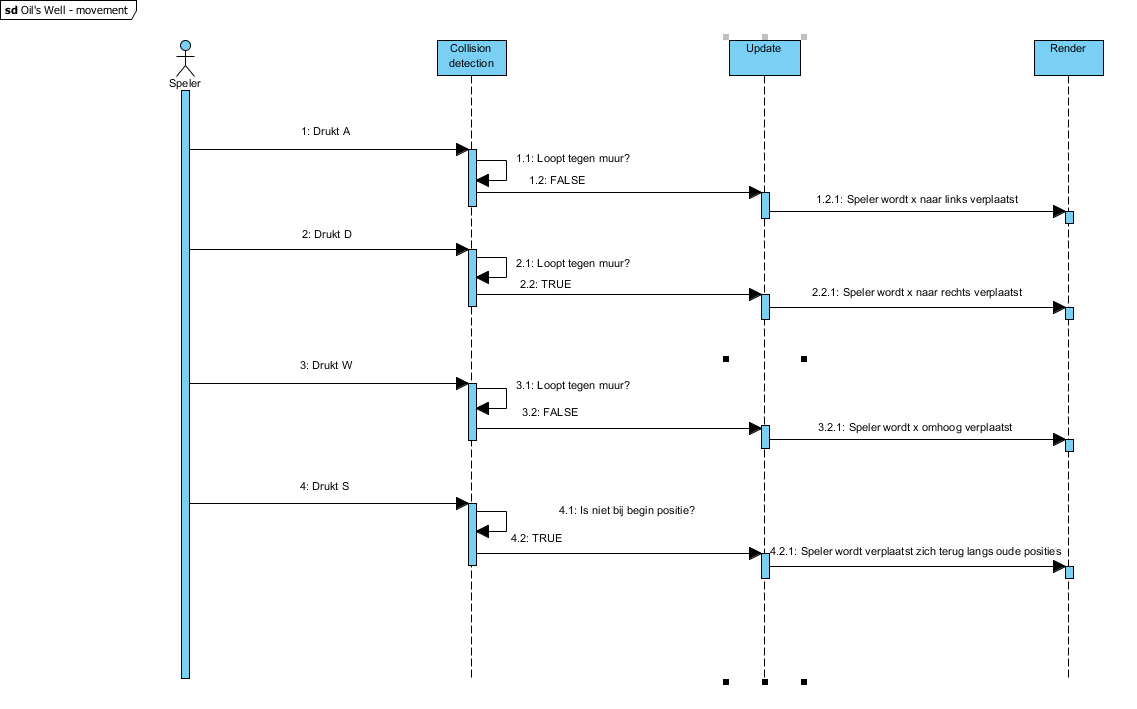 sd Oil's Well - movement
Speler
Collision
detection
Update
Render
1: Drukt A
1.1: Loopt tegen muur?
1.2: FALSE
1.2.1: Speler wordt x naar links verplaatst
2: Drukt D
2.1: Loopt tegen muur?
2.2: TRUE
2.2.1: Speler wordt x naar rechts verplaatst
3: Drukt W
3.1: Loopt tegen muur?
3.2: FALSE
3.2.1: Speler wordt x omhoog verplaatst
4: Drukt S
4.1: Is niet bij begin positie?
4.2: TRUE
4.2.1: Speler wordt verplaatst zich terug langs oude posities